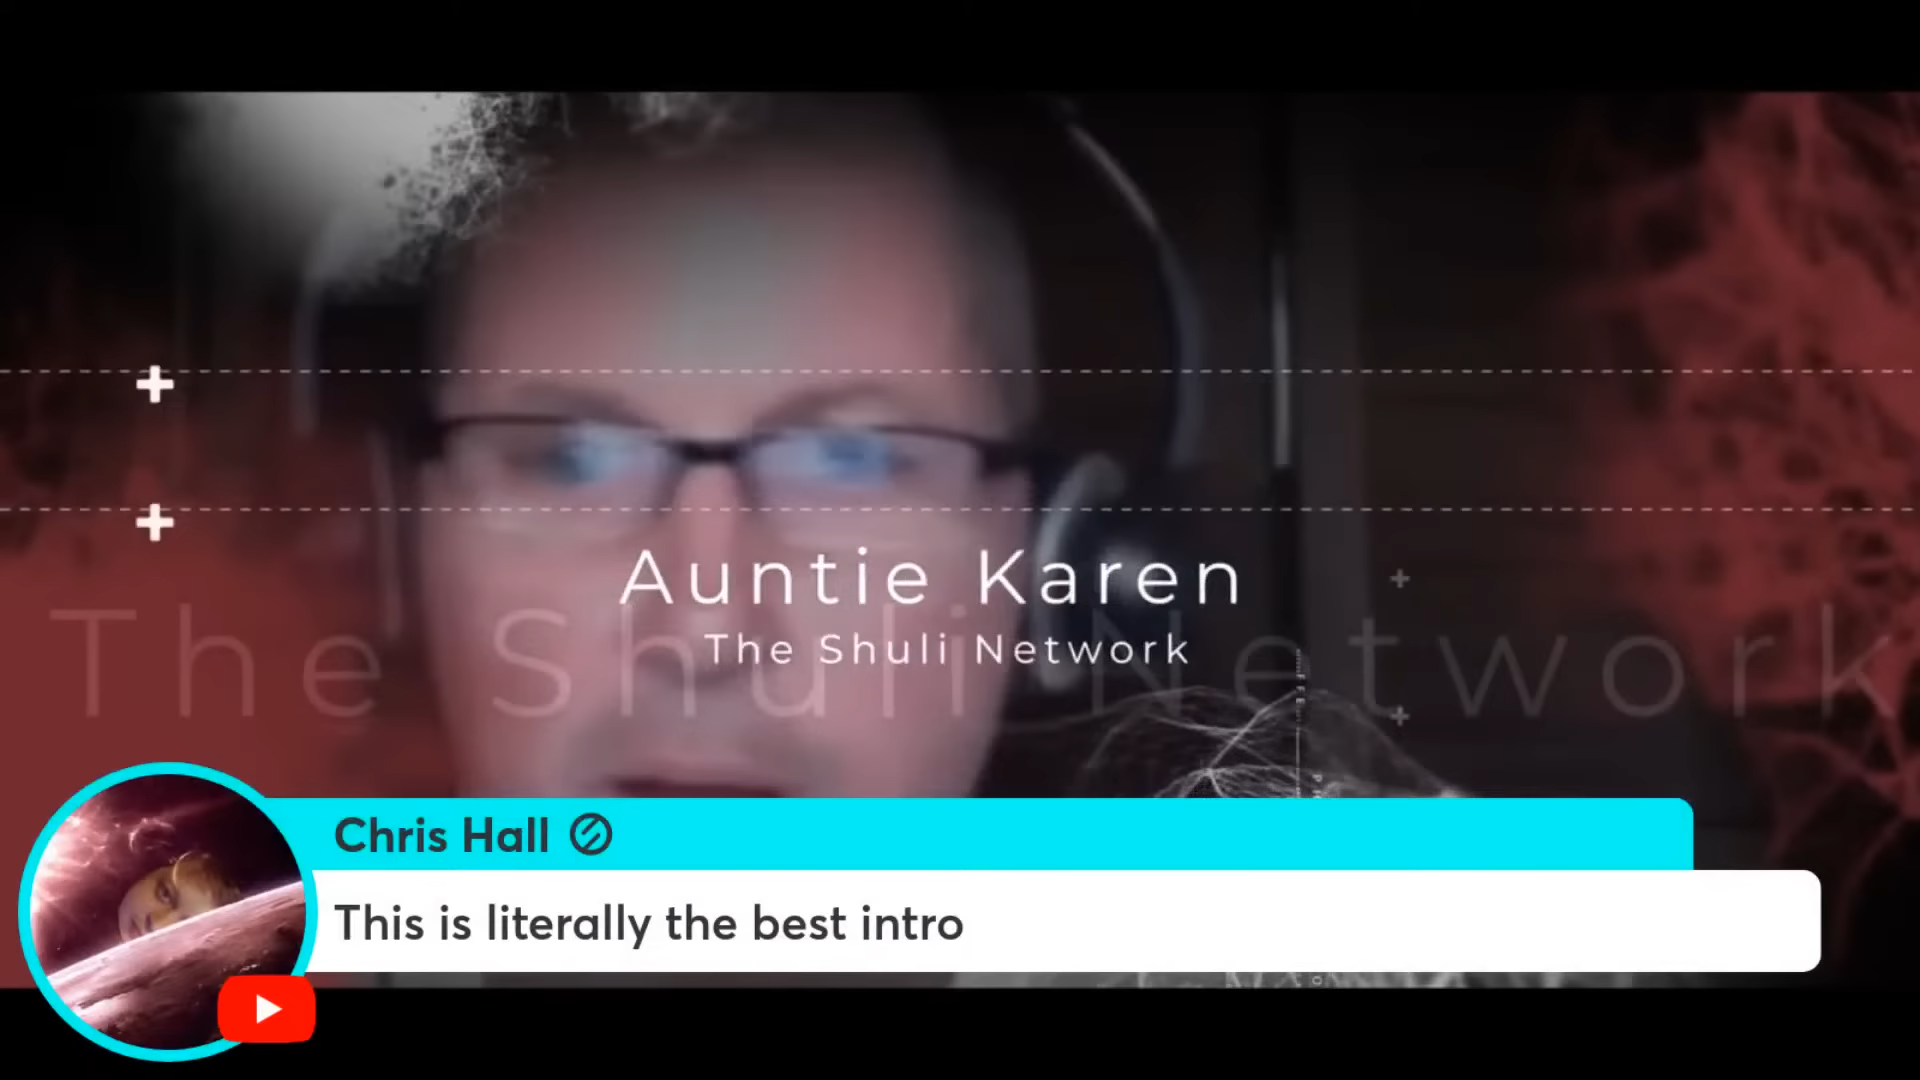 Auntie Karen
The Shuli Network
The Shuli Network
Chris Hall
This is literally the best intro